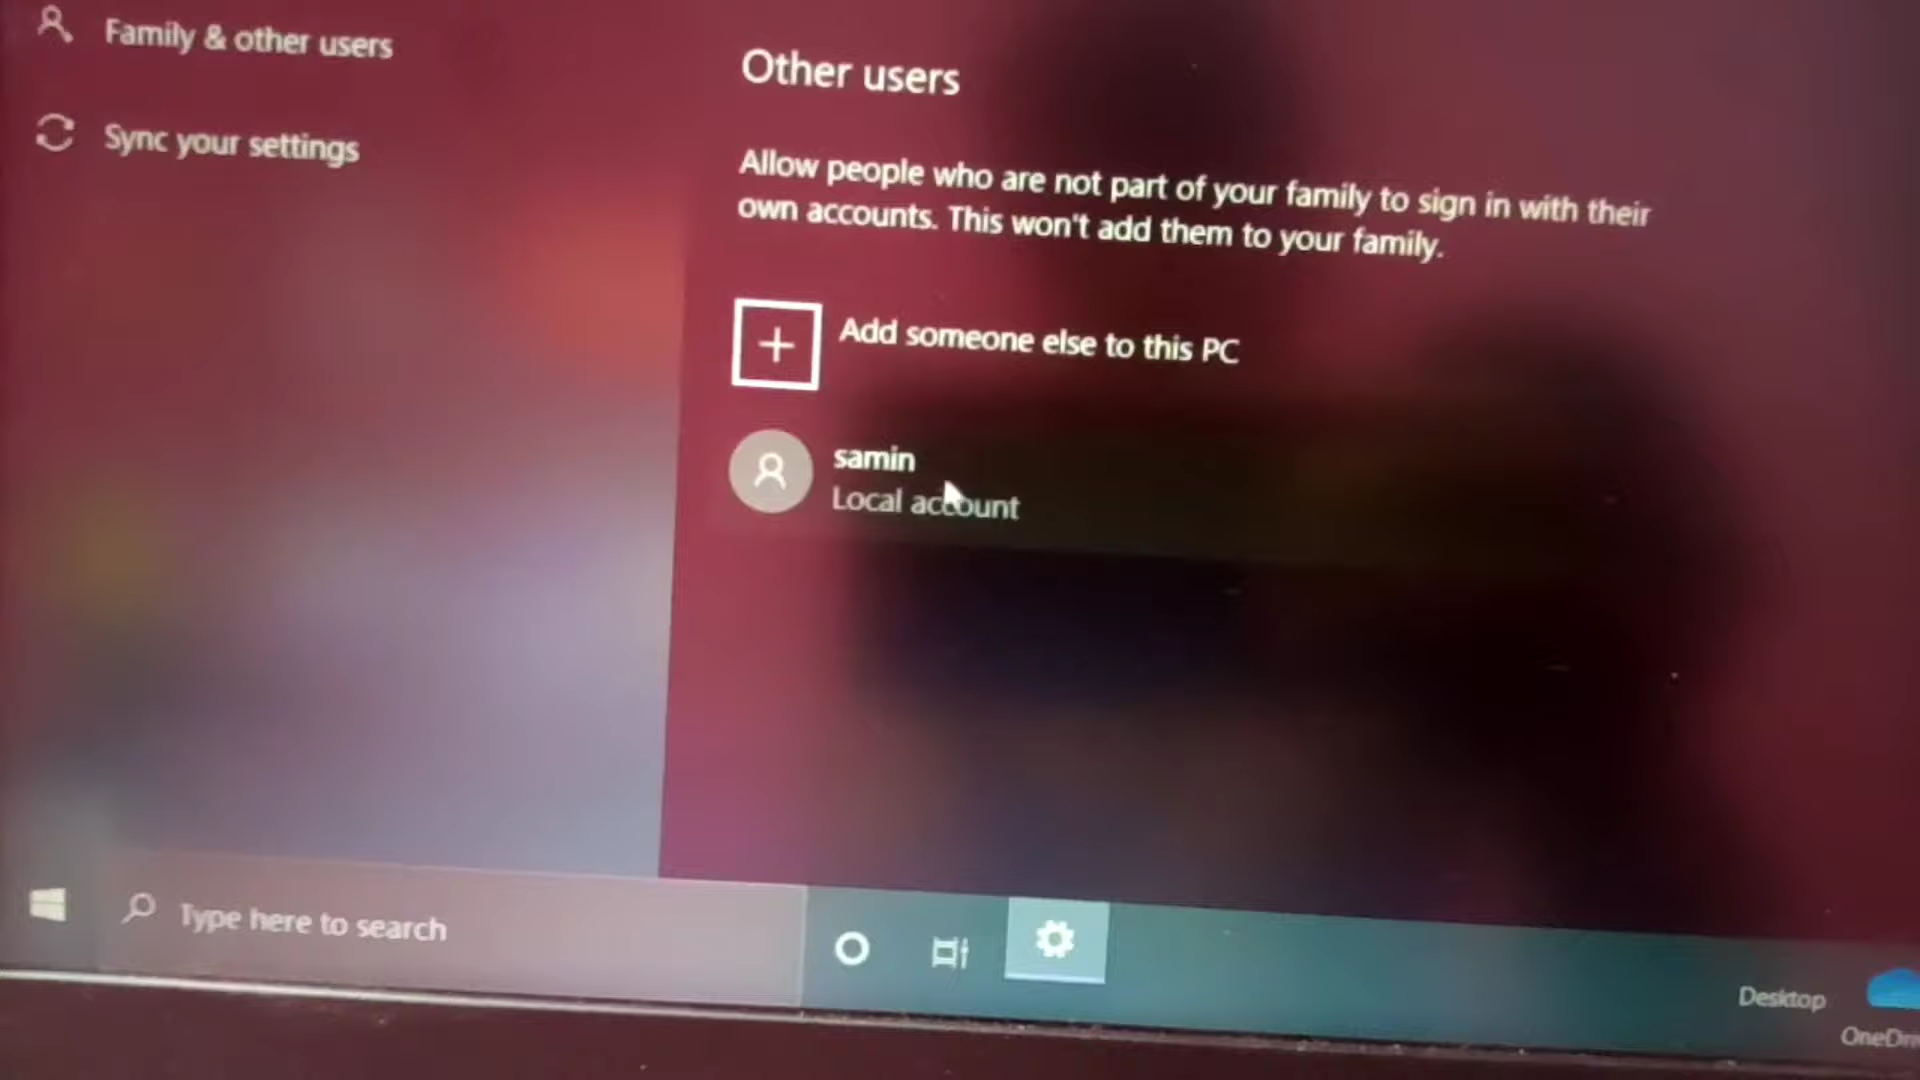 Family & other users
Sync your settings
Other users
Allow people who are not part of your family to sign in with their
own accounts. This won't add them to your family.
Add someone else to this PC
samin
Local account
Type here to search
Desktop